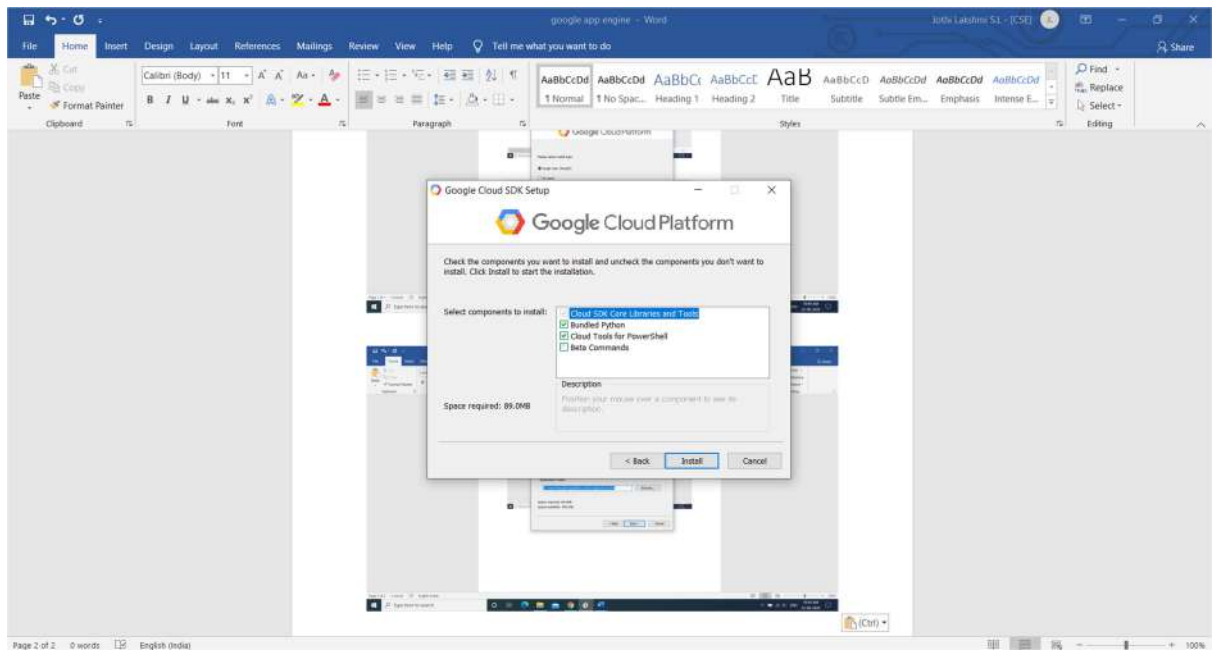 google app engine - Word
Jothi Lakshmi S.L - [CSE]
File Home Insert Design Layout References Mailings Review View Help Tell me what you want to do Share
Paste
Cut
Copy
Format Painter
Clipboard
Calibri (Body) 11
Font
Paragraph
AaBbCcDd AaBbCcDd AaBbCc AaBbCcC AaB AaBbCcD AaBbCcDd AaBbCcDd AaBbCcDd
¶ Normal ¶ No Spac... Heading 1 Heading 2 Title Subtitle Subtle Em... Emphasis Intense E...
Styles
Find
Replace
Select
Editing
Google Cloud SDK Setup
Google Cloud Platform
Check the components you want to install and uncheck the components you don't want to
install. Click Install to start the installation.
Select components to install:
Cloud SDK Core Libraries and Tools
Bundled Python
Cloud Tools for PowerShell
Beta Commands
Description
Position your mouse over a component to see its
description.
Space required: 89.0MB
< Back Install Cancel
(Ctrl)
Page 2 of 2 0 words English (India) 100%